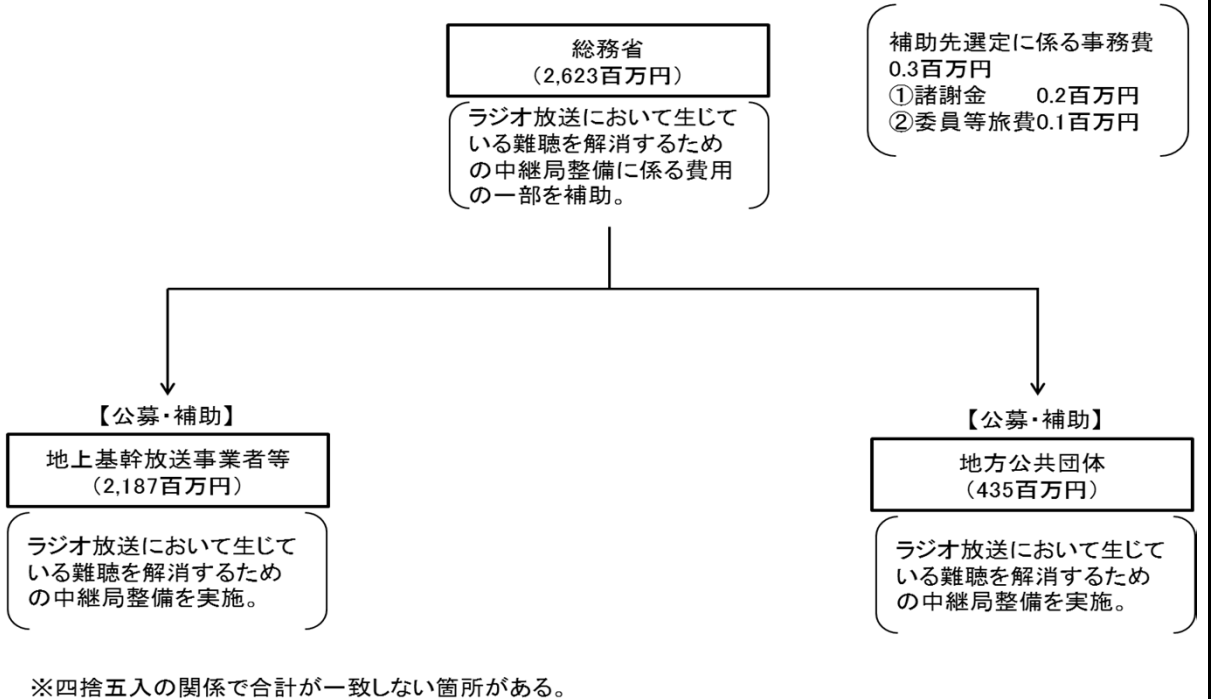 総務省
（2,623百万円）
ラジオ放送において生じて
いる難聴を解消するため
の中継局整備に係る費用
の一部を補助。
補助先選定に係る事務費
0.3百万円
①諸謝金　　0.2百万円
②委員等旅費0.1百万円
【公募・補助】
地上基幹放送事業者等
（2,187百万円）
ラジオ放送において生じて
いる難聴を解消するため
の中継局整備を実施。
【公募・補助】
地方公共団体
（435百万円）
ラジオ放送において生じて
いる難聴を解消するため
の中継局整備を実施。
※四捨五入の関係で合計が一致しない箇所がある。